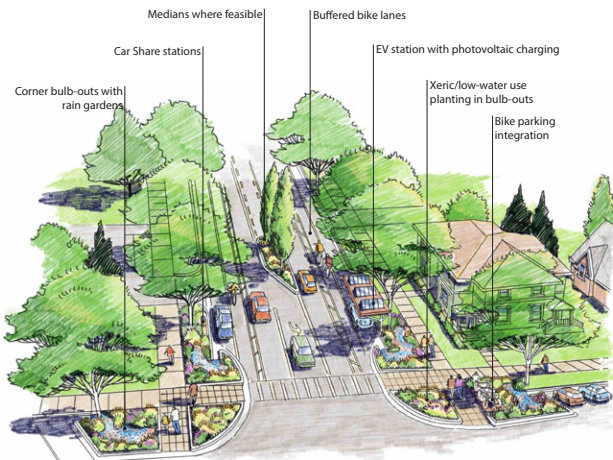 Medians where feasible
Buffered bike lanes
Car Share stations
EV station with photovoltaic charging
Corner bulb-outs with
rain gardens
Xeric/low-water use
planting in bulb-outs
Bike parking
integration